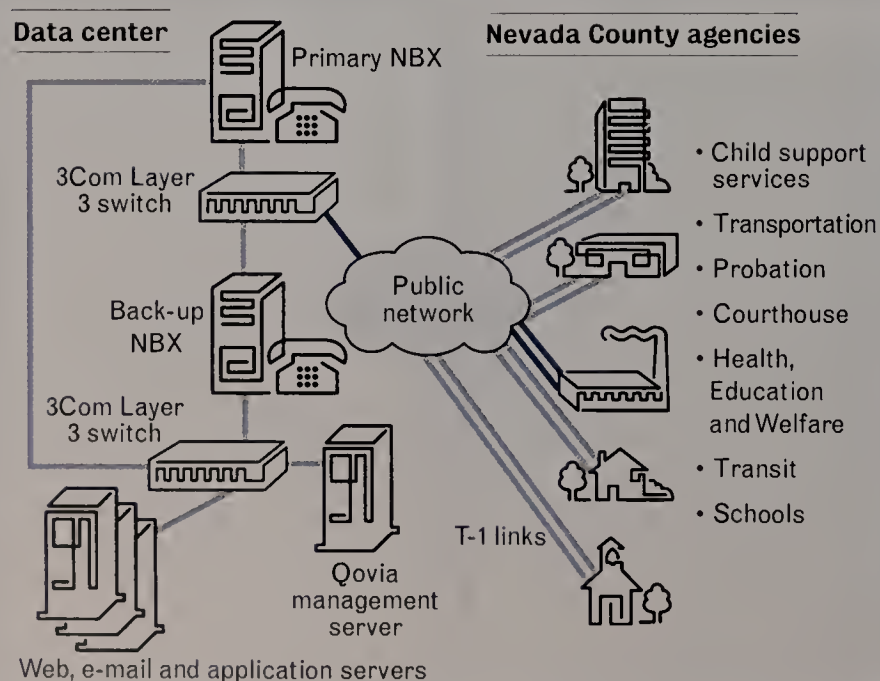 Data center
Primary NBX
3Com Layer
3 switch
Back-up
NBX
3Com Layer
3 switch
Qovia
management
server
Web, e-mail and application servers
Public
network
T-1 links
Nevada County agencies
• Child support
services
• Transportation
• Probation
• Courthouse
• Health,
Education
and Welfare
• Transit
• Schools